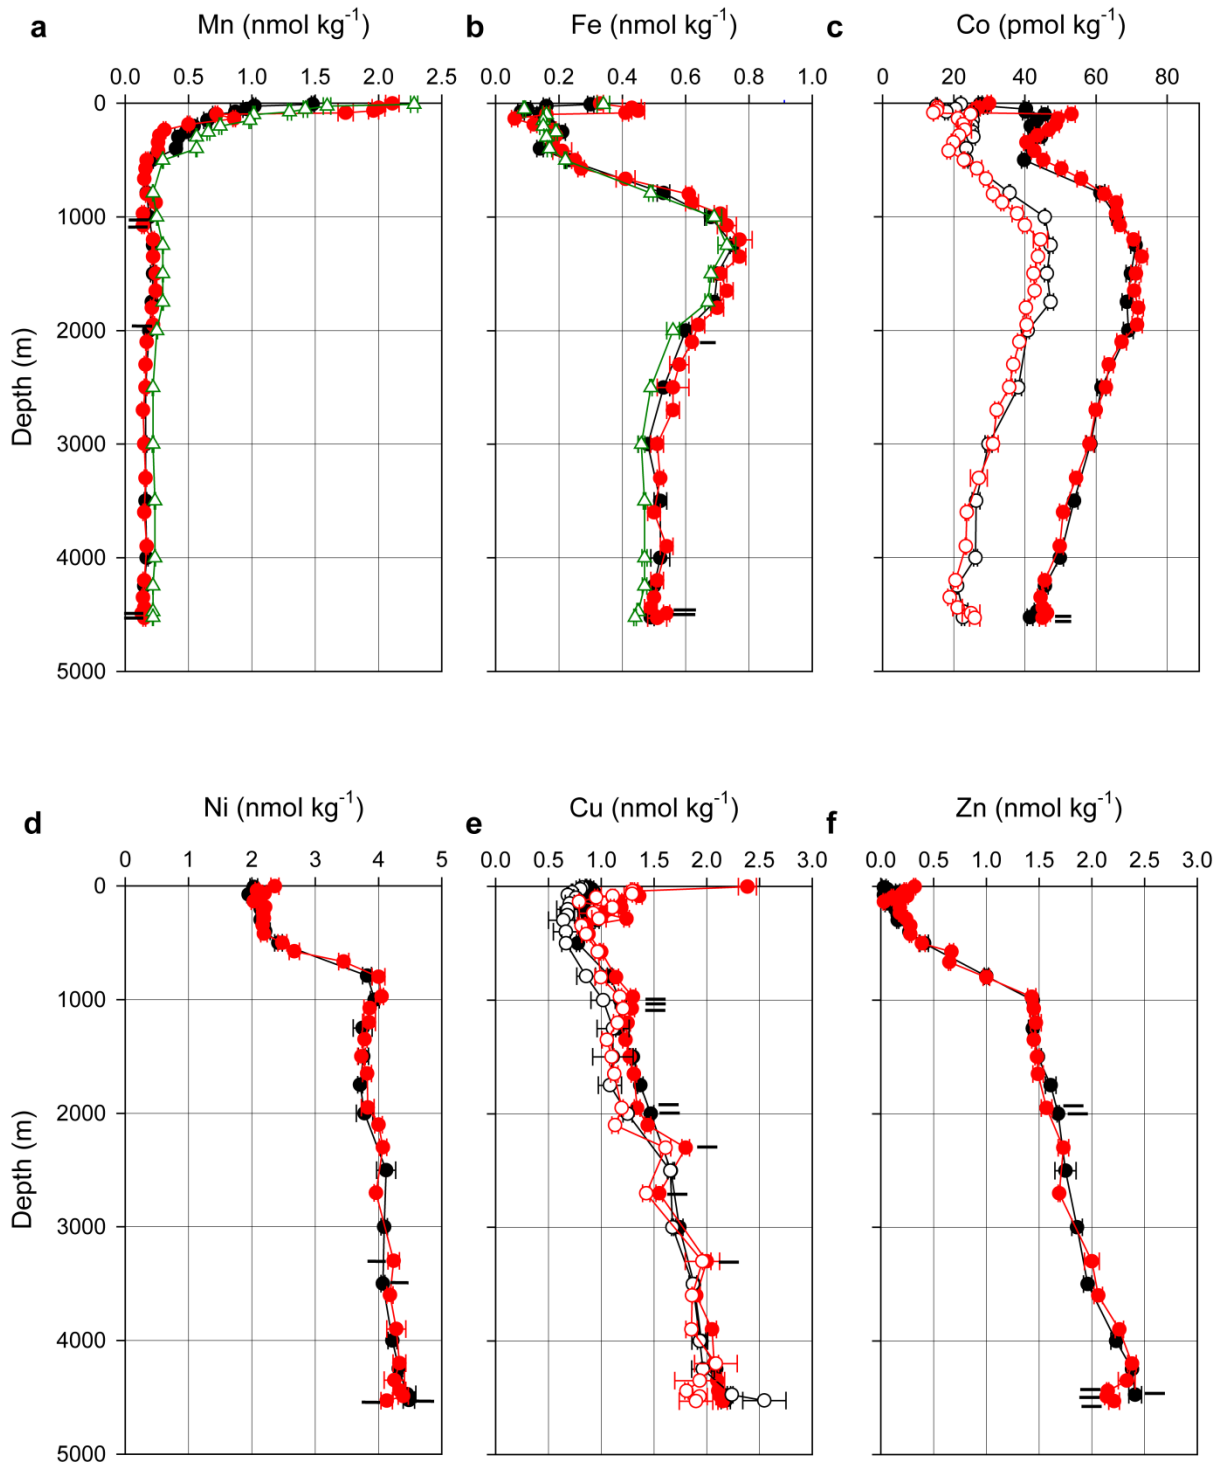 a Mn (nmol kg⁻¹) b Fe (nmol kg⁻¹) c Co (pmol kg⁻¹)
0.0 0.5 1.0 1.5 2.0 2.5 0.0 0.2 0.4 0.6 0.8 1.0 0 20 40 60 80
0
1000
2000
3000
4000
5000
Depth (m)
d Ni (nmol kg⁻¹) e Cu (nmol kg⁻¹) f Zn (nmol kg⁻¹)
0 1 2 3 4 5 0.0 0.5 1.0 1.5 2.0 2.5 3.0 0.0 0.5 1.0 1.5 2.0 2.5 3.0
0
1000
2000
3000
4000
5000
Depth (m)